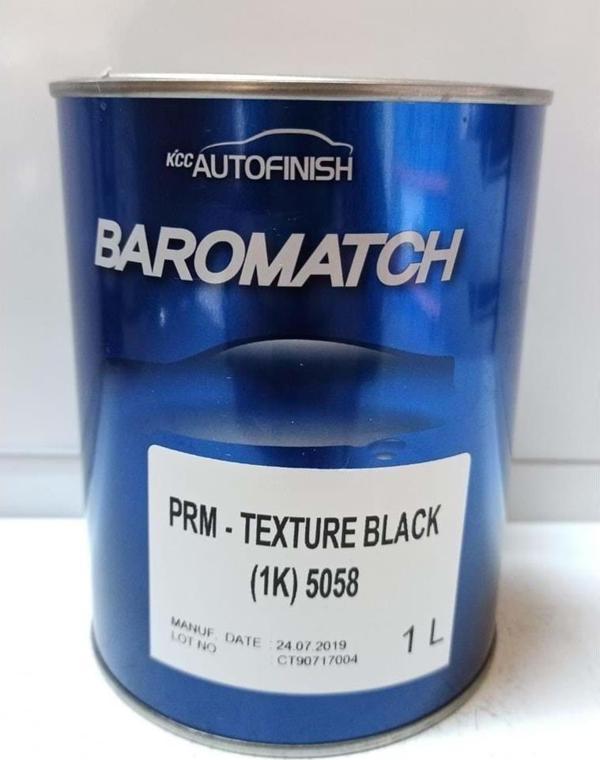 KCC AUTOFINISH
BAROMATCH
PRM - TEXTURE BLACK
(1K) 5058
MANUF. DATE : 24.07.2019
LOT NO : CT90717004
1 L